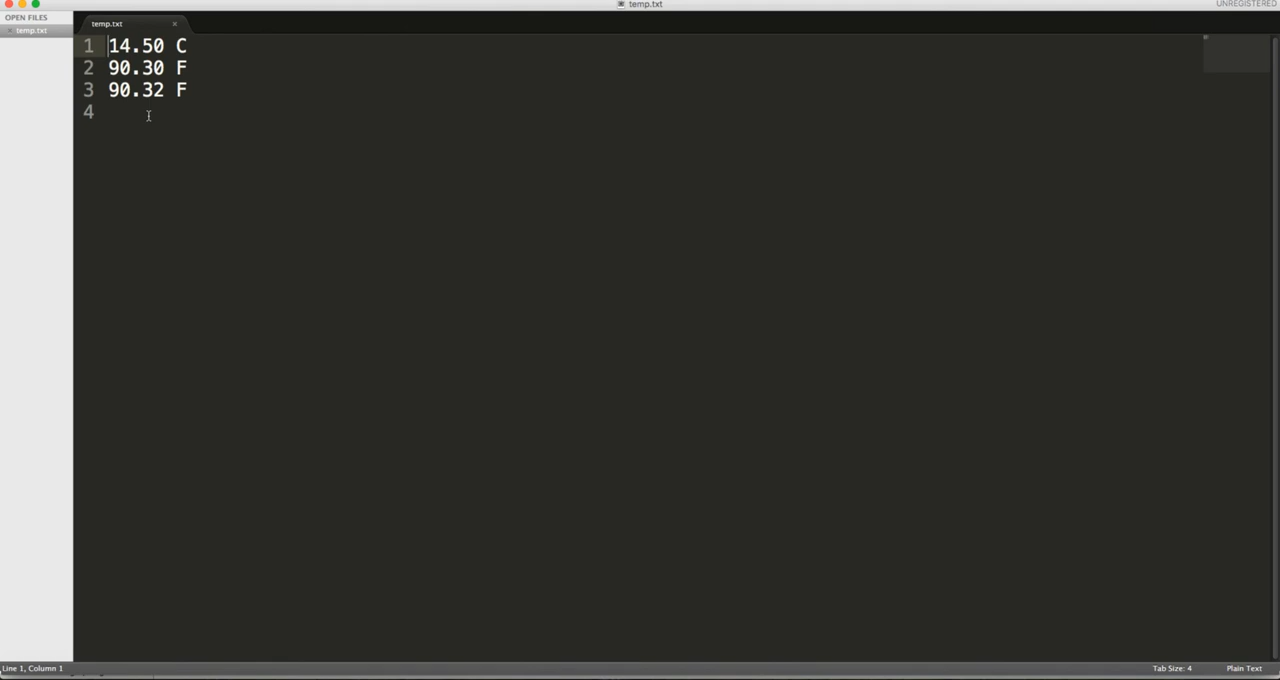 temp.txt
UNREGISTERED
OPEN FILES
temp.txt
temp.txt
1 14.50 C
2 90.30 F
3 90.32 F
4
Line 1, Column 1
Tab Size: 4
Plain Text